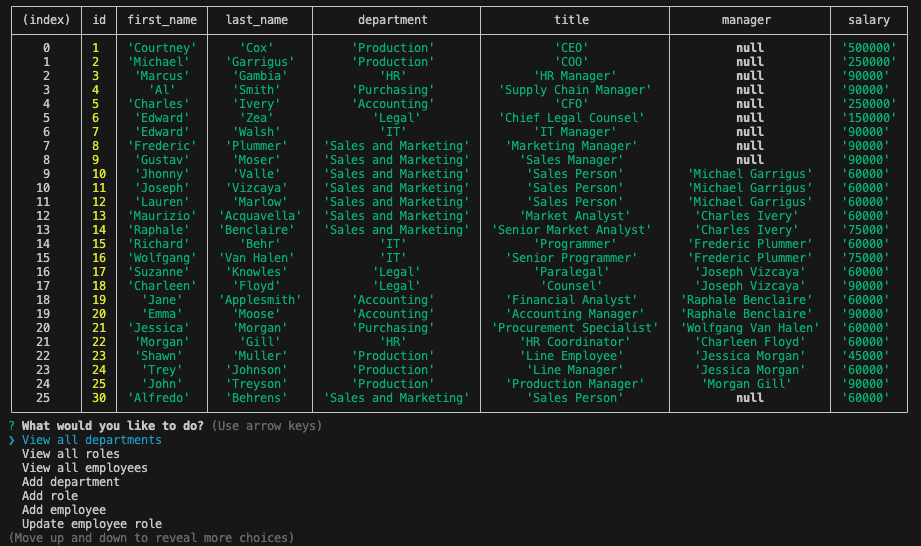 (index) id first_name last_name department title manager salary
0 1 'Courtney' 'Cox' 'Production' 'CEO' null '500000'
1 2 'Michael' 'Garrigus' 'Production' 'COO' null '250000'
2 3 'Marcus' 'Gambia' 'HR' 'HR Manager' null '90000'
3 4 'Al' 'Smith' 'Purchasing' 'Supply Chain Manager' null '90000'
4 5 'Charles' 'Ivery' 'Accounting' 'CFO' null '250000'
5 6 'Edward' 'Zea' 'Legal' 'Chief Legal Counsel' null '150000'
6 7 'Edward' 'Walsh' 'IT' 'IT Manager' null '90000'
7 8 'Frederic' 'Plummer' 'Sales and Marketing' 'Marketing Manager' null '90000'
8 9 'Gustav' 'Moser' 'Sales and Marketing' 'Sales Manager' null '90000'
9 10 'Jhonny' 'Valle' 'Sales and Marketing' 'Sales Person' 'Michael Garrigus' '60000'
10 11 'Joseph' 'Vizcaya' 'Sales and Marketing' 'Sales Person' 'Michael Garrigus' '60000'
11 12 'Lauren' 'Marlow' 'Sales and Marketing' 'Sales Person' 'Michael Garrigus' '60000'
12 13 'Maurizio' 'Acquavella' 'Sales and Marketing' 'Market Analyst' 'Charles Ivery' '60000'
13 14 'Raphale' 'Benclaire' 'Sales and Marketing' 'Senior Market Analyst' 'Charles Ivery' '75000'
14 15 'Richard' 'Behr' 'IT' 'Programmer' 'Frederic Plummer' '60000'
15 16 'Wolfgang' 'Van Halen' 'IT' 'Senior Programmer' 'Frederic Plummer' '75000'
16 17 'Suzanne' 'Knowles' 'Legal' 'Paralegal' 'Joseph Vizcaya' '60000'
17 18 'Charleen' 'Floyd' 'Legal' 'Counsel' 'Joseph Vizcaya' '90000'
18 19 'Jane' 'Applesmith' 'Accounting' 'Financial Analyst' 'Raphale Benclaire' '60000'
19 20 'Emma' 'Moose' 'Accounting' 'Accounting Manager' 'Raphale Benclaire' '90000'
20 21 'Jessica' 'Morgan' 'Purchasing' 'Procurement Specialist' 'Wolfgang Van Halen' '60000'
21 22 'Morgan' 'Gill' 'HR' 'HR Coordinator' 'Charleen Floyd' '60000'
22 23 'Shawn' 'Muller' 'Production' 'Line Employee' 'Jessica Morgan' '45000'
23 24 'Trey' 'Johnson' 'Production' 'Line Manager' 'Jessica Morgan' '60000'
24 25 'John' 'Treyson' 'Production' 'Production Manager' 'Morgan Gill' '90000'
25 30 'Alfredo' 'Behrens' 'Sales and Marketing' 'Sales Person' null '60000'
? What would you like to do? (Use arrow keys)
❯ View all departments
View all roles
View all employees
Add department
Add role
Add employee
Update employee role
(Move up and down to reveal more choices)